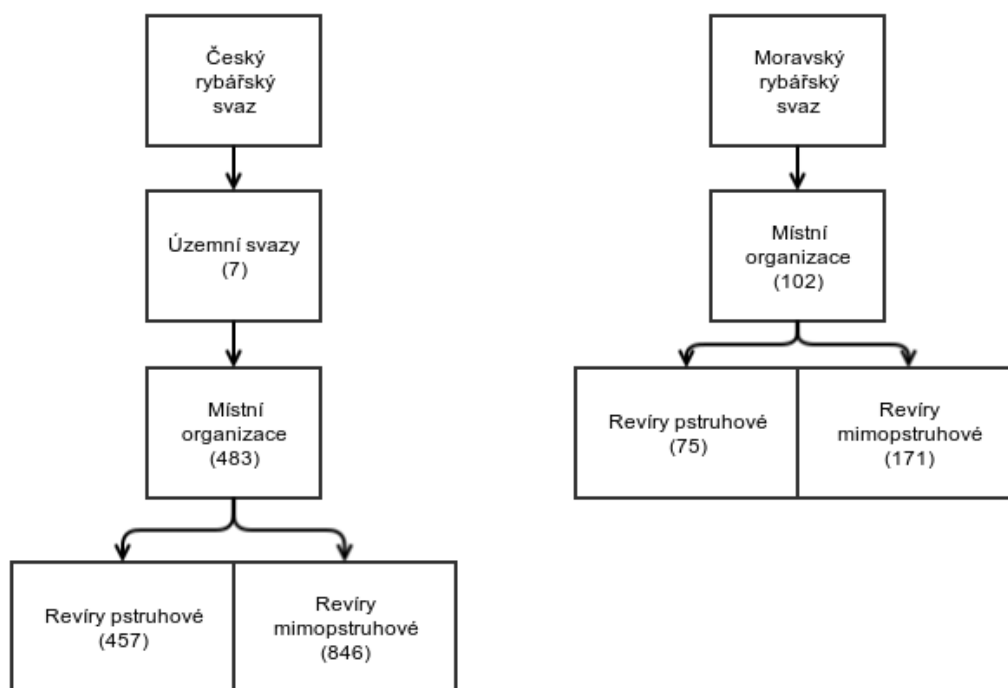 Český
rybářský
svaz
Územní svazy
(7)
Místní
organizace
(483)
Revíry pstruhové
(457)
Revíry
mimopstruhové
(846)
Moravský
rybářský
svaz
Místní
organizace
(102)
Revíry pstruhové
(75)
Revíry
mimopstruhové
(171)